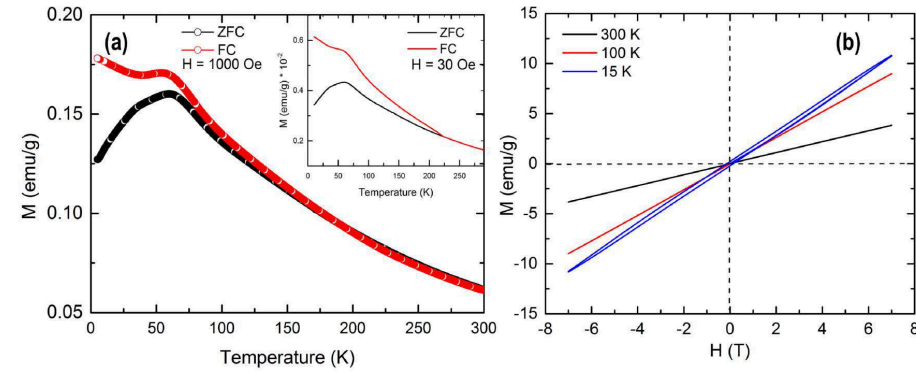 (a)
ZFC
FC
H = 1000 Oe
M (emu/g)
0.20
0.15
0.10
0.05
0 50 100 150 200 250 300
Temperature (K)
ZFC
FC
H = 30 Oe
M (emu/g) * 10⁻²
0.6
0.4
0.2
0 50 100 150 200 250
Temperature (K)
(b)
300 K
100 K
15 K
M (emu/g)
15
10
5
0
-5
-10
-15
-8 -6 -4 -2 0 2 4 6 8
H (T)